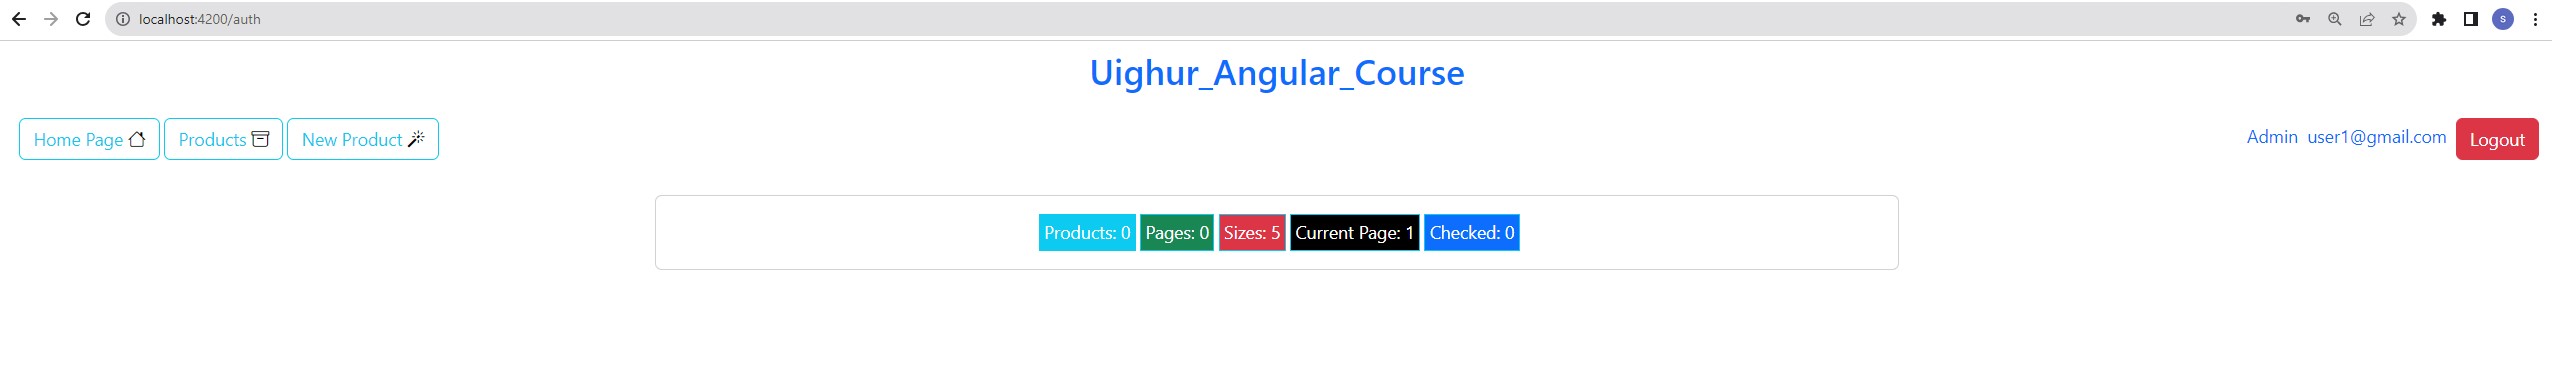 localhost:4200/auth
S
Uighur_Angular_Course
Home Page Products New Product Admin user1@gmail.com Logout
Products: 0 Pages: 0 Sizes: 5 Current Page: 1 Checked: 0